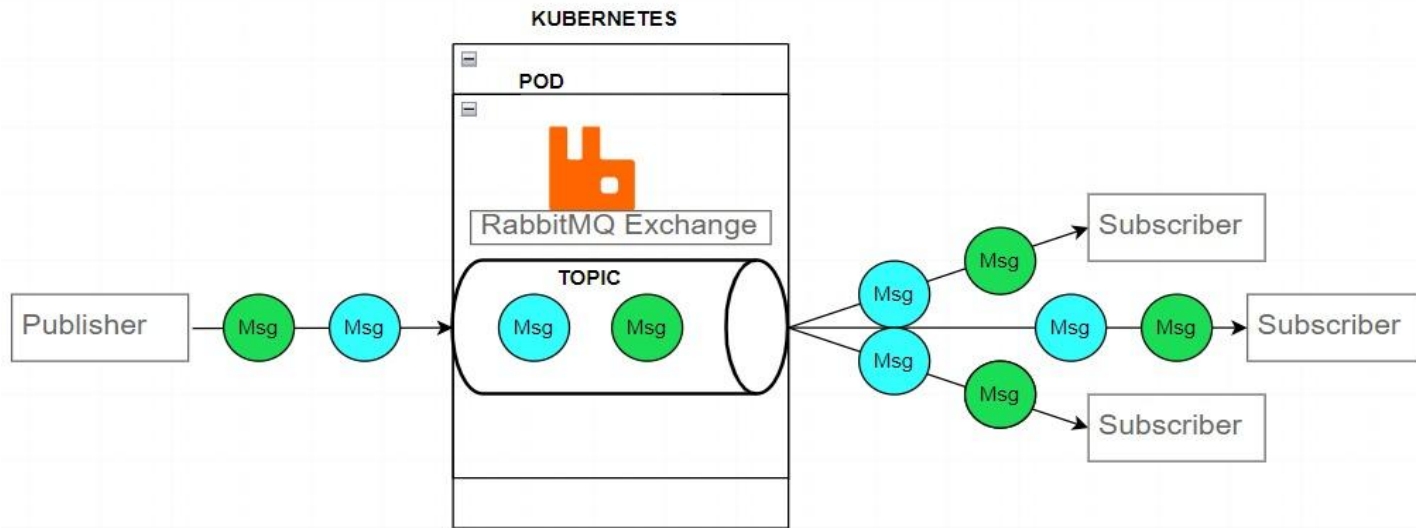 KUBERNETES
POD
RabbitMQ Exchange
TOPIC
Publisher
Msg
Msg
Msg
Msg
Msg
Msg
Subscriber
Msg
Msg
Subscriber
Msg
Msg
Subscriber